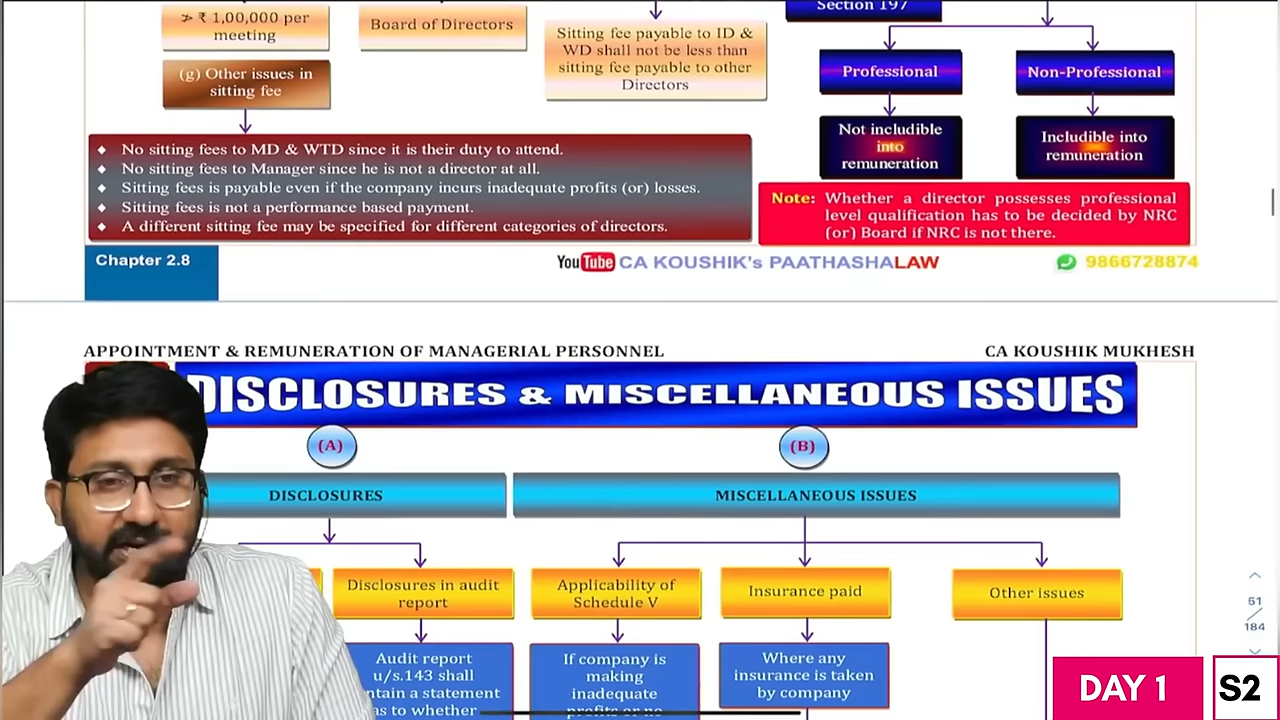 ≯ ₹ 1,00,000 per
meeting
Board of Directors
Sitting fee payable to ID &
WD shall not be less than
sitting fee payable to other
Directors
Section 197
Professional
Non-Professional
(g) Other issues in
sitting fee
Not includible
into
remuneration
Includible into
remuneration
◆ No sitting fees to MD & WTD since it is their duty to attend.
◆ No sitting fees to Manager since he is not a director at all.
◆ Sitting fees is payable even if the company incurs inadequate profits (or) losses.
◆ Sitting fees is not a performance based payment.
◆ A different sitting fee may be specified for different categories of directors.
Note: Whether a director possesses professional
level qualification has to be decided by NRC
(or) Board if NRC is not there.
Chapter 2.8
YouTube CA KOUSHIK's PAATHASHALAW
9866728874
APPOINTMENT & REMUNERATION OF MANAGERIAL PERSONNEL
CA KOUSHIK MUKHESH
DISCLOSURES & MISCELLANEOUS ISSUES
(A)
(B)
DISCLOSURES
MISCELLANEOUS ISSUES
Disclosures in audit
report
Applicability of
Schedule V
Insurance paid
Other issues
Audit report
u/s.143 shall
a statement
as to whether
If company is
making
inadequate
profits or no
Where any
insurance is taken
by company
51
184
DAY 1
S2